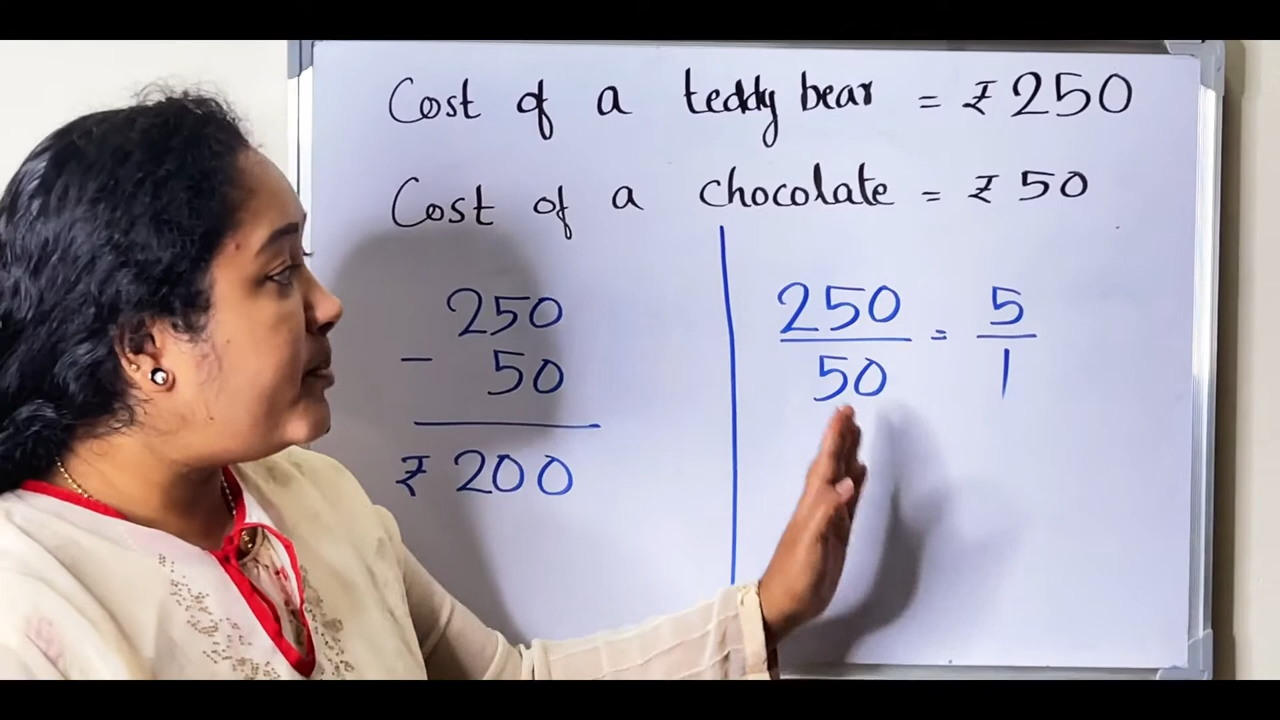 Cost of a teddy bear = ₹ 250
Cost of a chocolate = ₹ 50
250
- 50
₹ 200
250/50 = 5/1